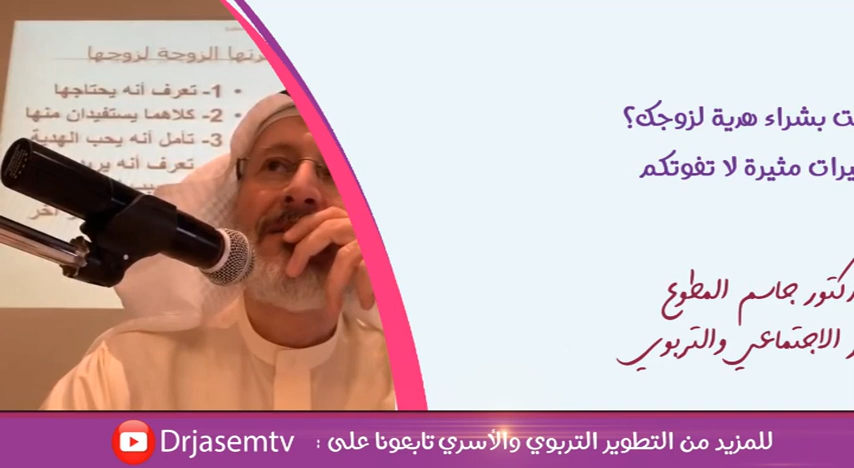 رتها الزوجة لزوجها
1- تعرف أنه يحتاجها
2- كلاهما يستفيدان منها
3- تأمل أنه يحب الهدية
تعرف أنه
بشراء هدية لزوجك؟
مثيرة لا تفوتكم
جاسم المطوع
الاجتماعي والتربوي
للمزيد من التطوير التربوي والأسري تابعونا على :
Drjasemtv